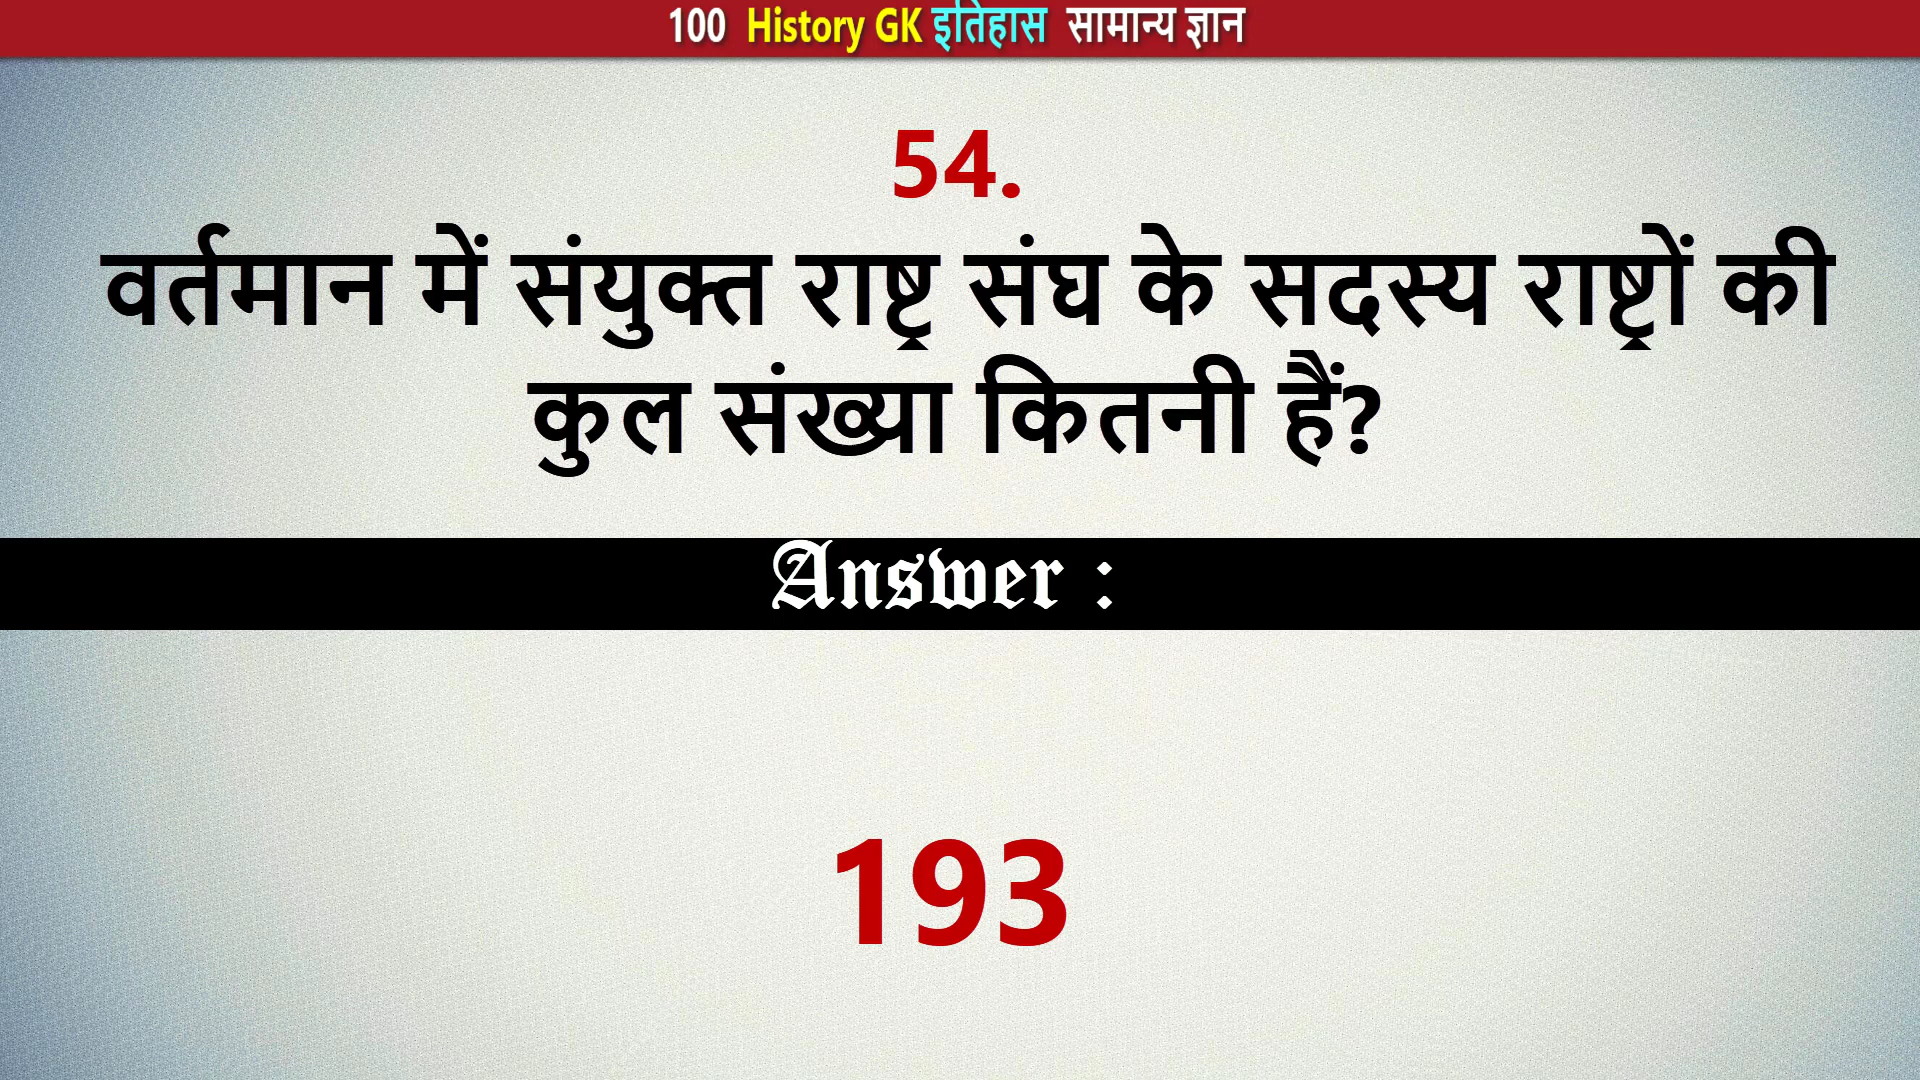 100 History GK इतिहास सामान्य ज्ञान
54.
वर्तमान में संयुक्त राष्ट्र संघ के सदस्य राष्ट्रों की
कुल संख्या कितनी हैं?
Answer :
193